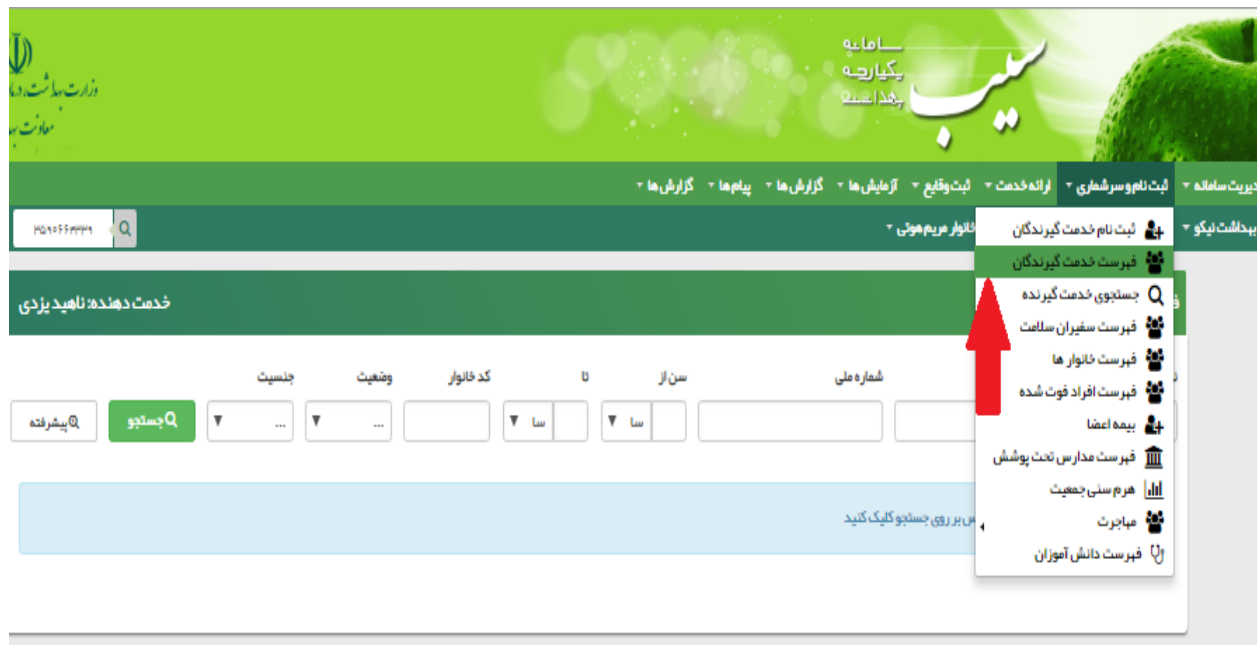 سامانه
یکپارچه
بهداشت
سیب
وزارت بهداشت، درما
معاونت به
دیریت سامانه
ثبت نام و سرشماری
ارائه خدمت
ثبت وقایع
آزمایش ها
گزارش ها
پیام ها
گزارش ها
بهداشت نیکو
خانوار مریم هوتی
۳۵۹۰۶۶۳۳۳۹
ثبت نام خدمت گیرندگان
فهرست خدمت گیرندگان
جستجوی خدمت گیرنده
فهرست سفیران سلامت
فهرست خانوار ها
فهرست افراد فوت شده
بیمه اعضا
فهرست مدارس تحت پوشش
هرم سنی جمعیت
مهاجرت
فهرست دانش آموزان
خدمت دهنده: ناهید یزدی
شماره ملی
سن از
تا
کد خانوار
وضعیت
جنسیت
سا
سا
...
...
جستجو
پیشرفته
س بر روی جستجو کلیک کنید